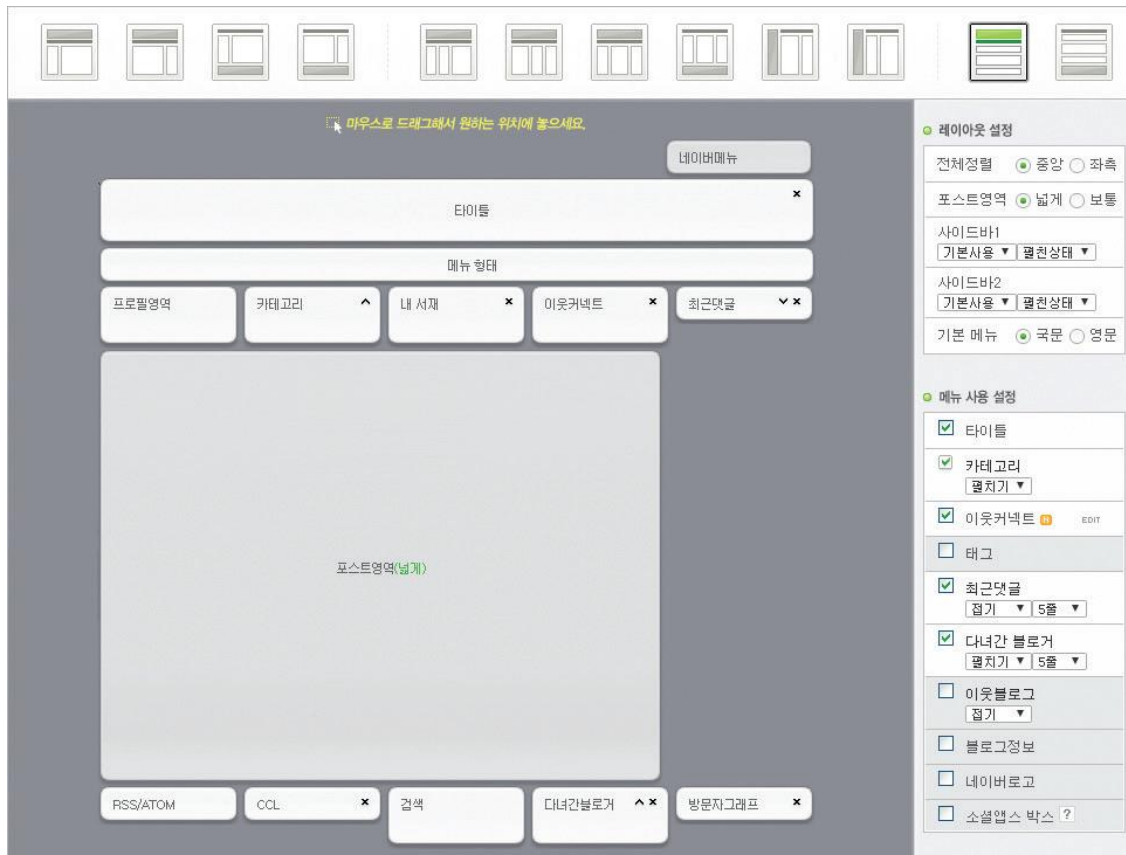 마우스로 드래그해서 원하는 위치에 놓으세요.
네이버메뉴
타이틀
메뉴 형태
프로필영역 카테고리 내 서재 이웃커넥트 최근댓글
포스트영역(넓게)
RSS/ATOM CCL 검색 다녀간블로거 방문자그래프
레이아웃 설정
전체정렬 중앙 좌측
포스트영역 넓게 보통
사이드바1
기본사용 펼친상태
사이드바2
기본사용 펼친상태
기본 메뉴 국문 영문
메뉴 사용 설정
타이틀
카테고리
펼치기
이웃커넥트 N EDIT
태그
최근댓글
접기 5줄
다녀간 블로거
펼치기 5줄
이웃블로그
접기
블로그정보
네이버로고
소셜앱스 박스 ?